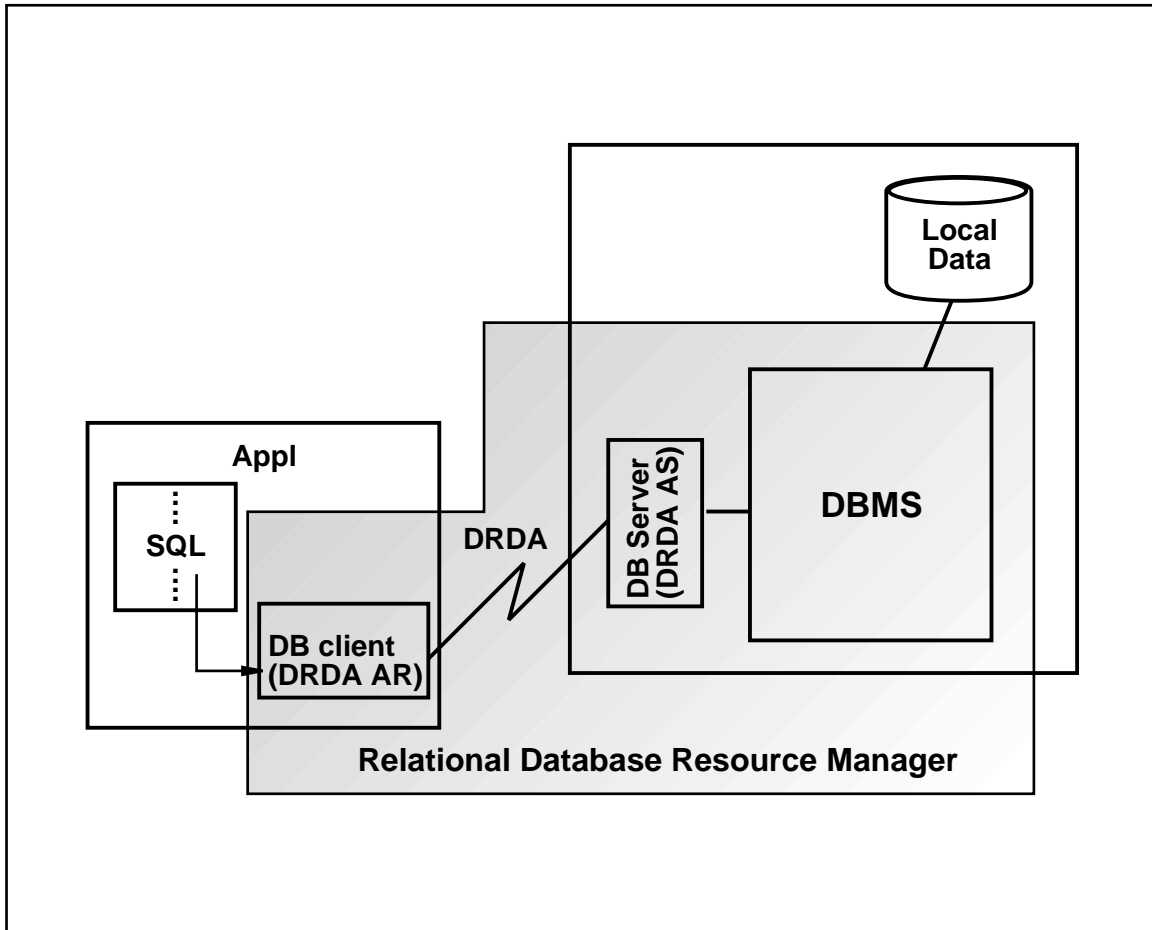 Local
Data
Appl
SQL
DRDA
DB Server
(DRDA AS)
DBMS
DB client
(DRDA AR)
Relational Database Resource Manager